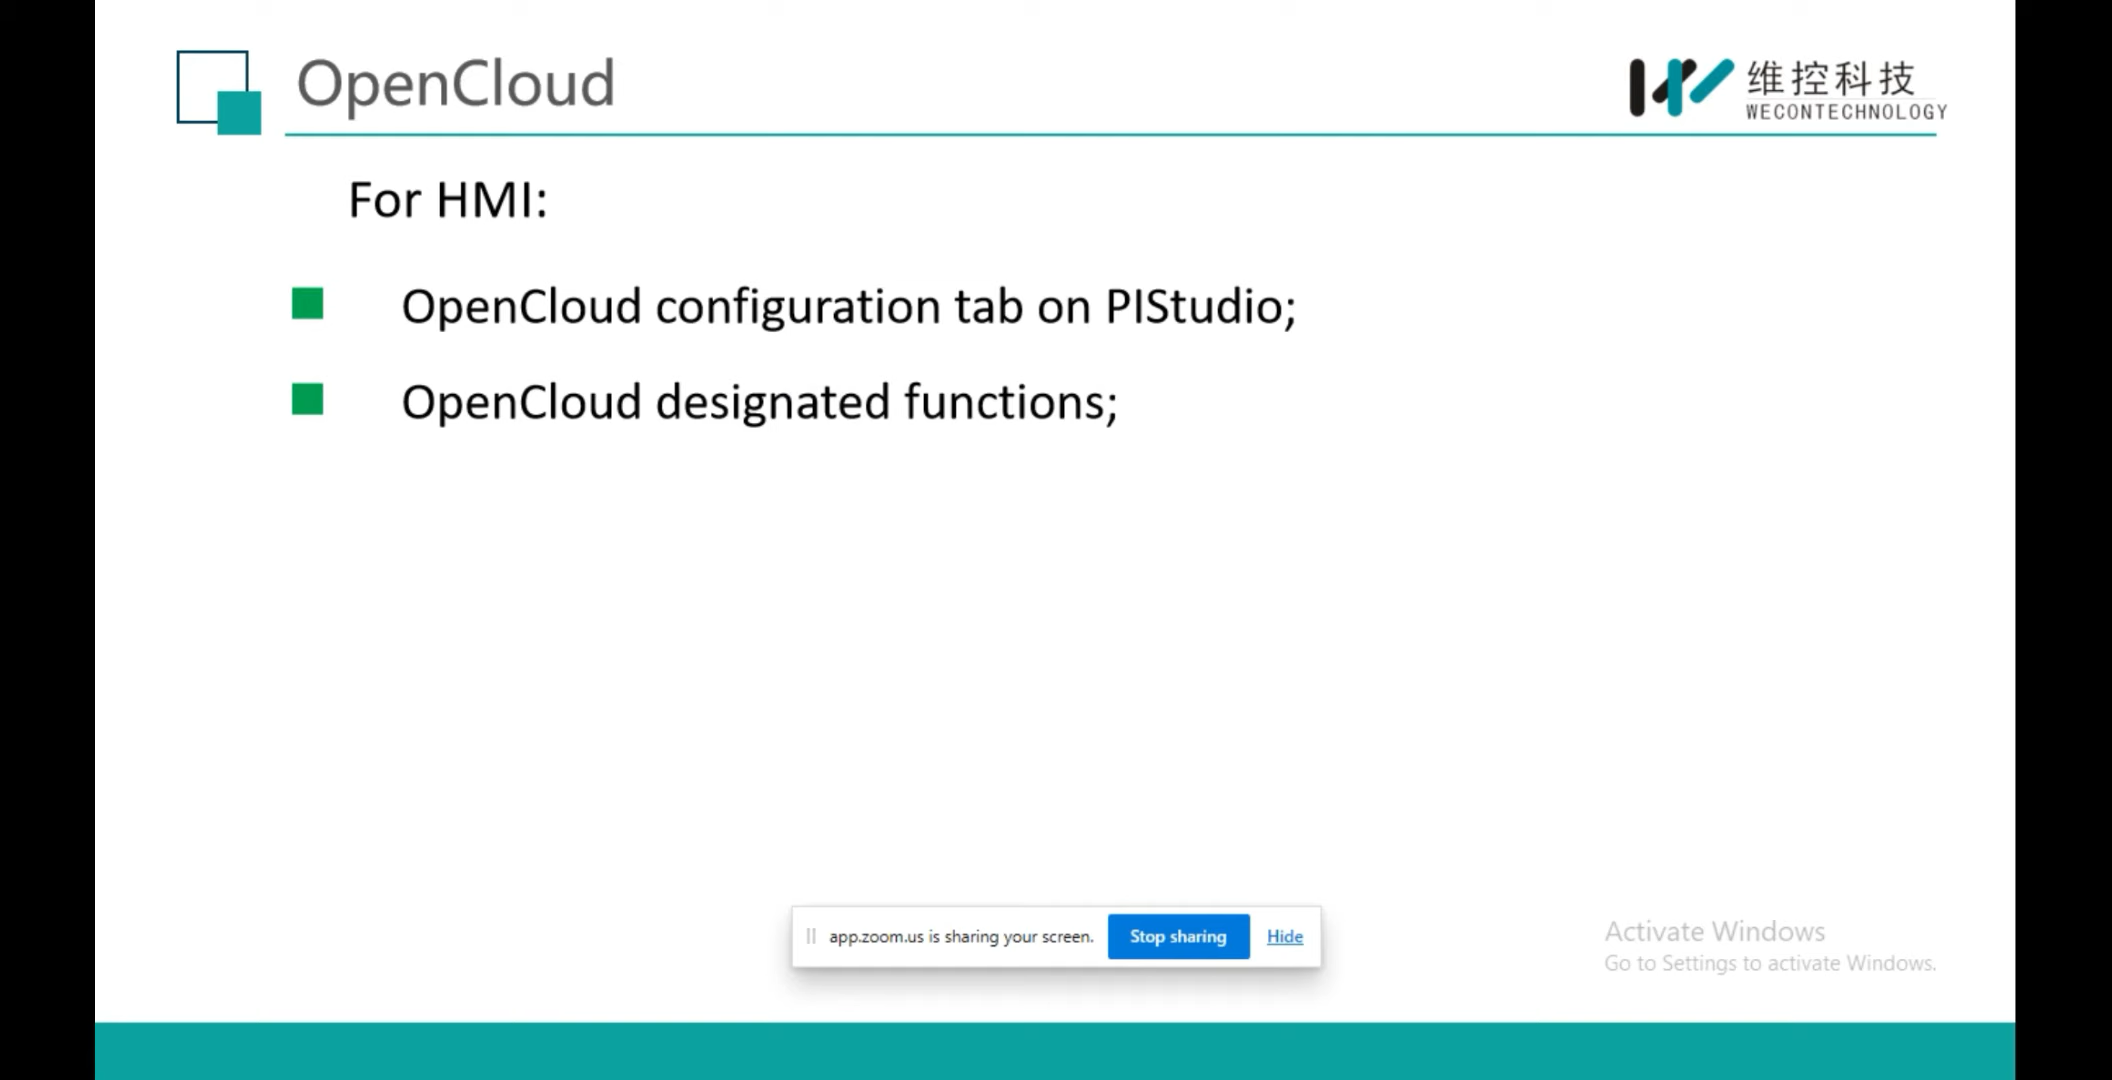 OpenCloud
维控科技
WECONTECHNOLOGY
For HMI:
OpenCloud configuration tab on PIStudio;
OpenCloud designated functions;
app.zoom.us is sharing your screen.
Stop sharing
Hide
Activate Windows
Go to Settings to activate Windows.